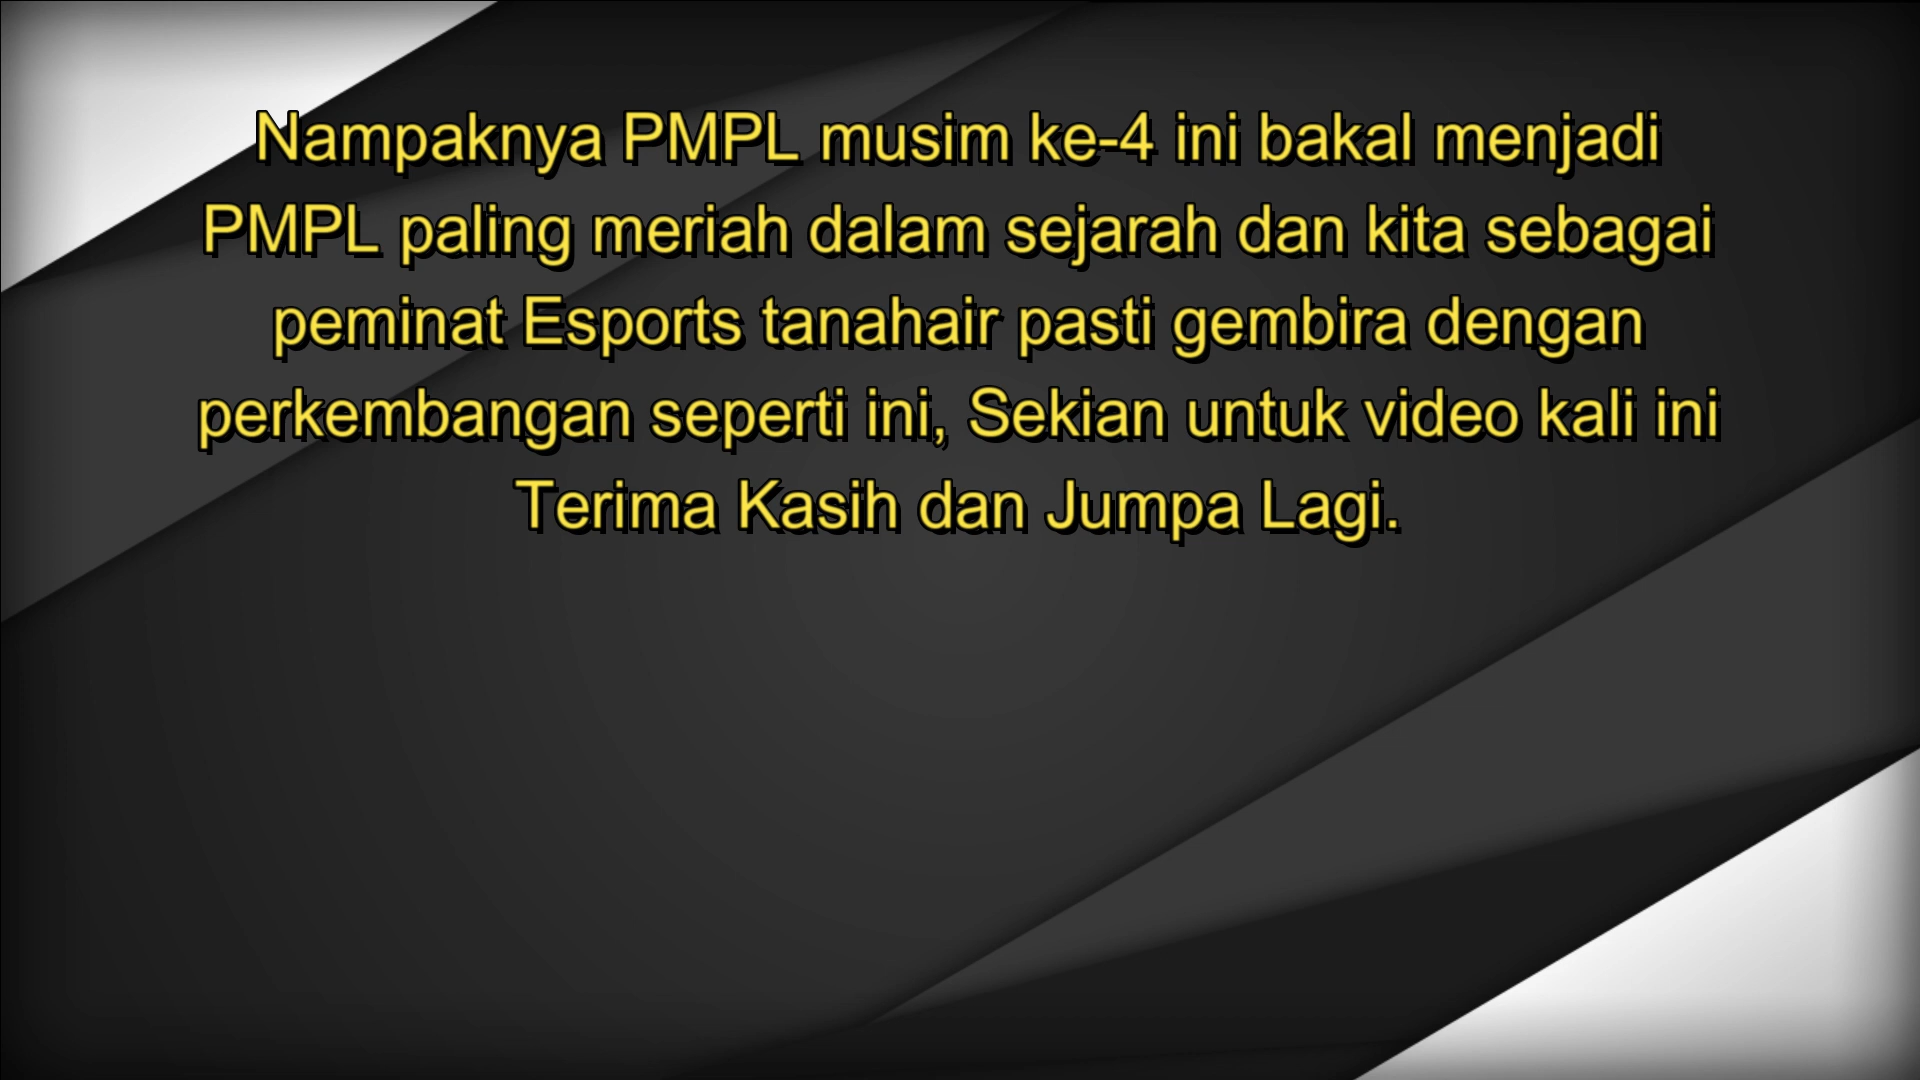 Nampaknya PMPL musim ke-4 ini bakal menjadi
PMPL paling meriah dalam sejarah dan kita sebagai
peminat Esports tanahair pasti gembira dengan
perkembangan seperti ini, Sekian untuk video kali ini
Terima Kasih dan Jumpa Lagi.